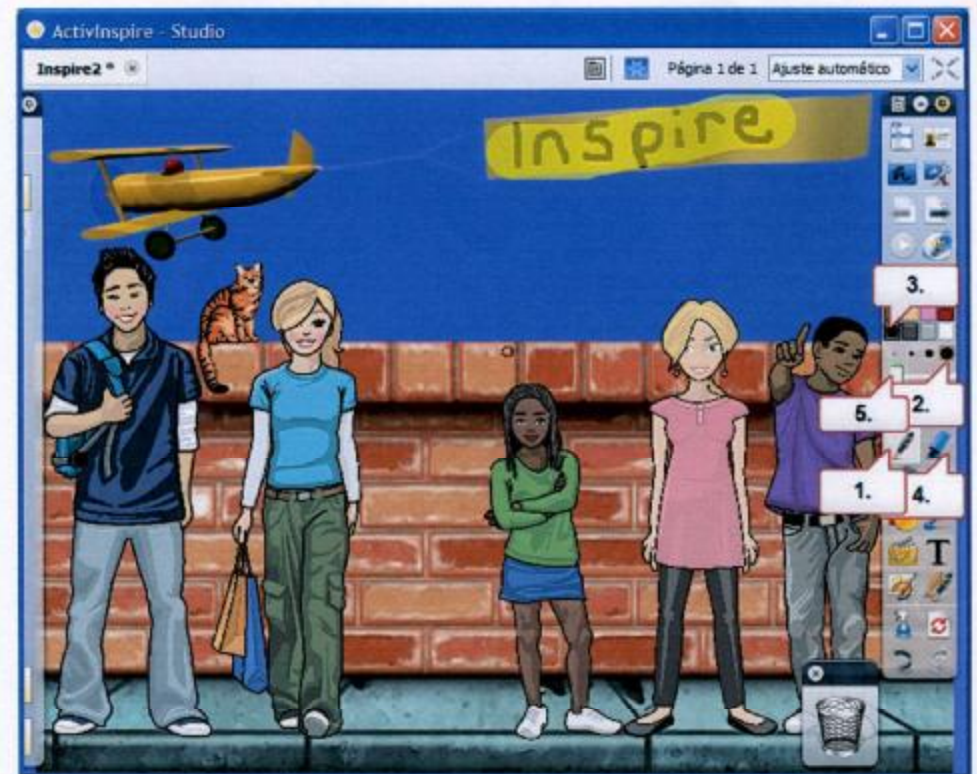 ActivInspire - Studio
Inspire2 *
Página 1 de 1 Ajuste automático
Inspire
3.
5.
2.
1.
4.
T